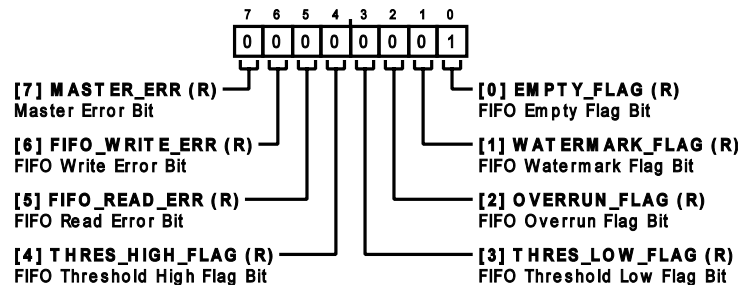 7 6 5 4 3 2 1 0
0 0 0 0 0 0 0 1
[7] MASTER_ERR (R)
Master Error Bit
[6] FIFO_WRITE_ERR (R)
FIFO Write Error Bit
[5] FIFO_READ_ERR (R)
FIFO Read Error Bit
[4] THRES_HIGH_FLAG (R)
FIFO Threshold High Flag Bit
[0] EMPTY_FLAG (R)
FIFO Empty Flag Bit
[1] WATERMARK_FLAG (R)
FIFO Watermark Flag Bit
[2] OVERRUN_FLAG (R)
FIFO Overrun Flag Bit
[3] THRES_LOW_FLAG (R)
FIFO Threshold Low Flag Bit